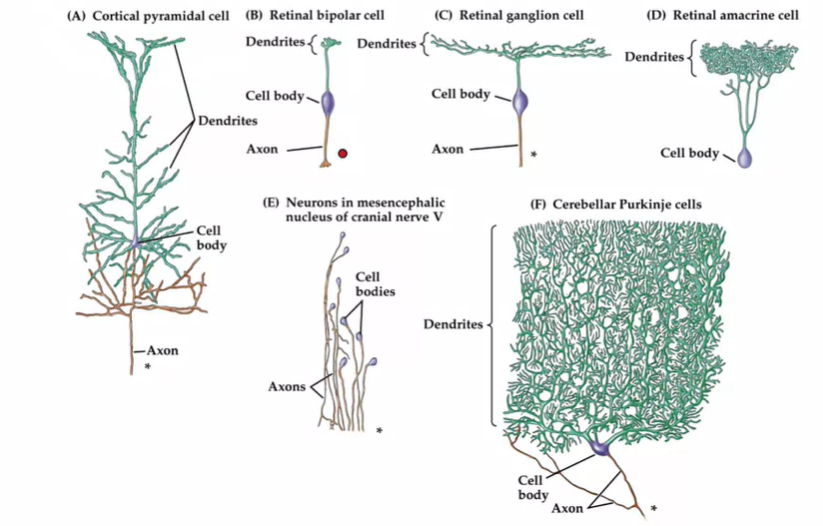 (A) Cortical pyramidal cell
Dendrites
Cell
body
Axon
*
(B) Retinal bipolar cell
Dendrites
Cell body
Axon
(C) Retinal ganglion cell
Dendrites
Cell body
Axon
*
(D) Retinal amacrine cell
Dendrites
Cell body
(E) Neurons in mesencephalic
nucleus of cranial nerve V
Cell
bodies
Axons
*
(F) Cerebellar Purkinje cells
Dendrites
Cell
body
Axon
*